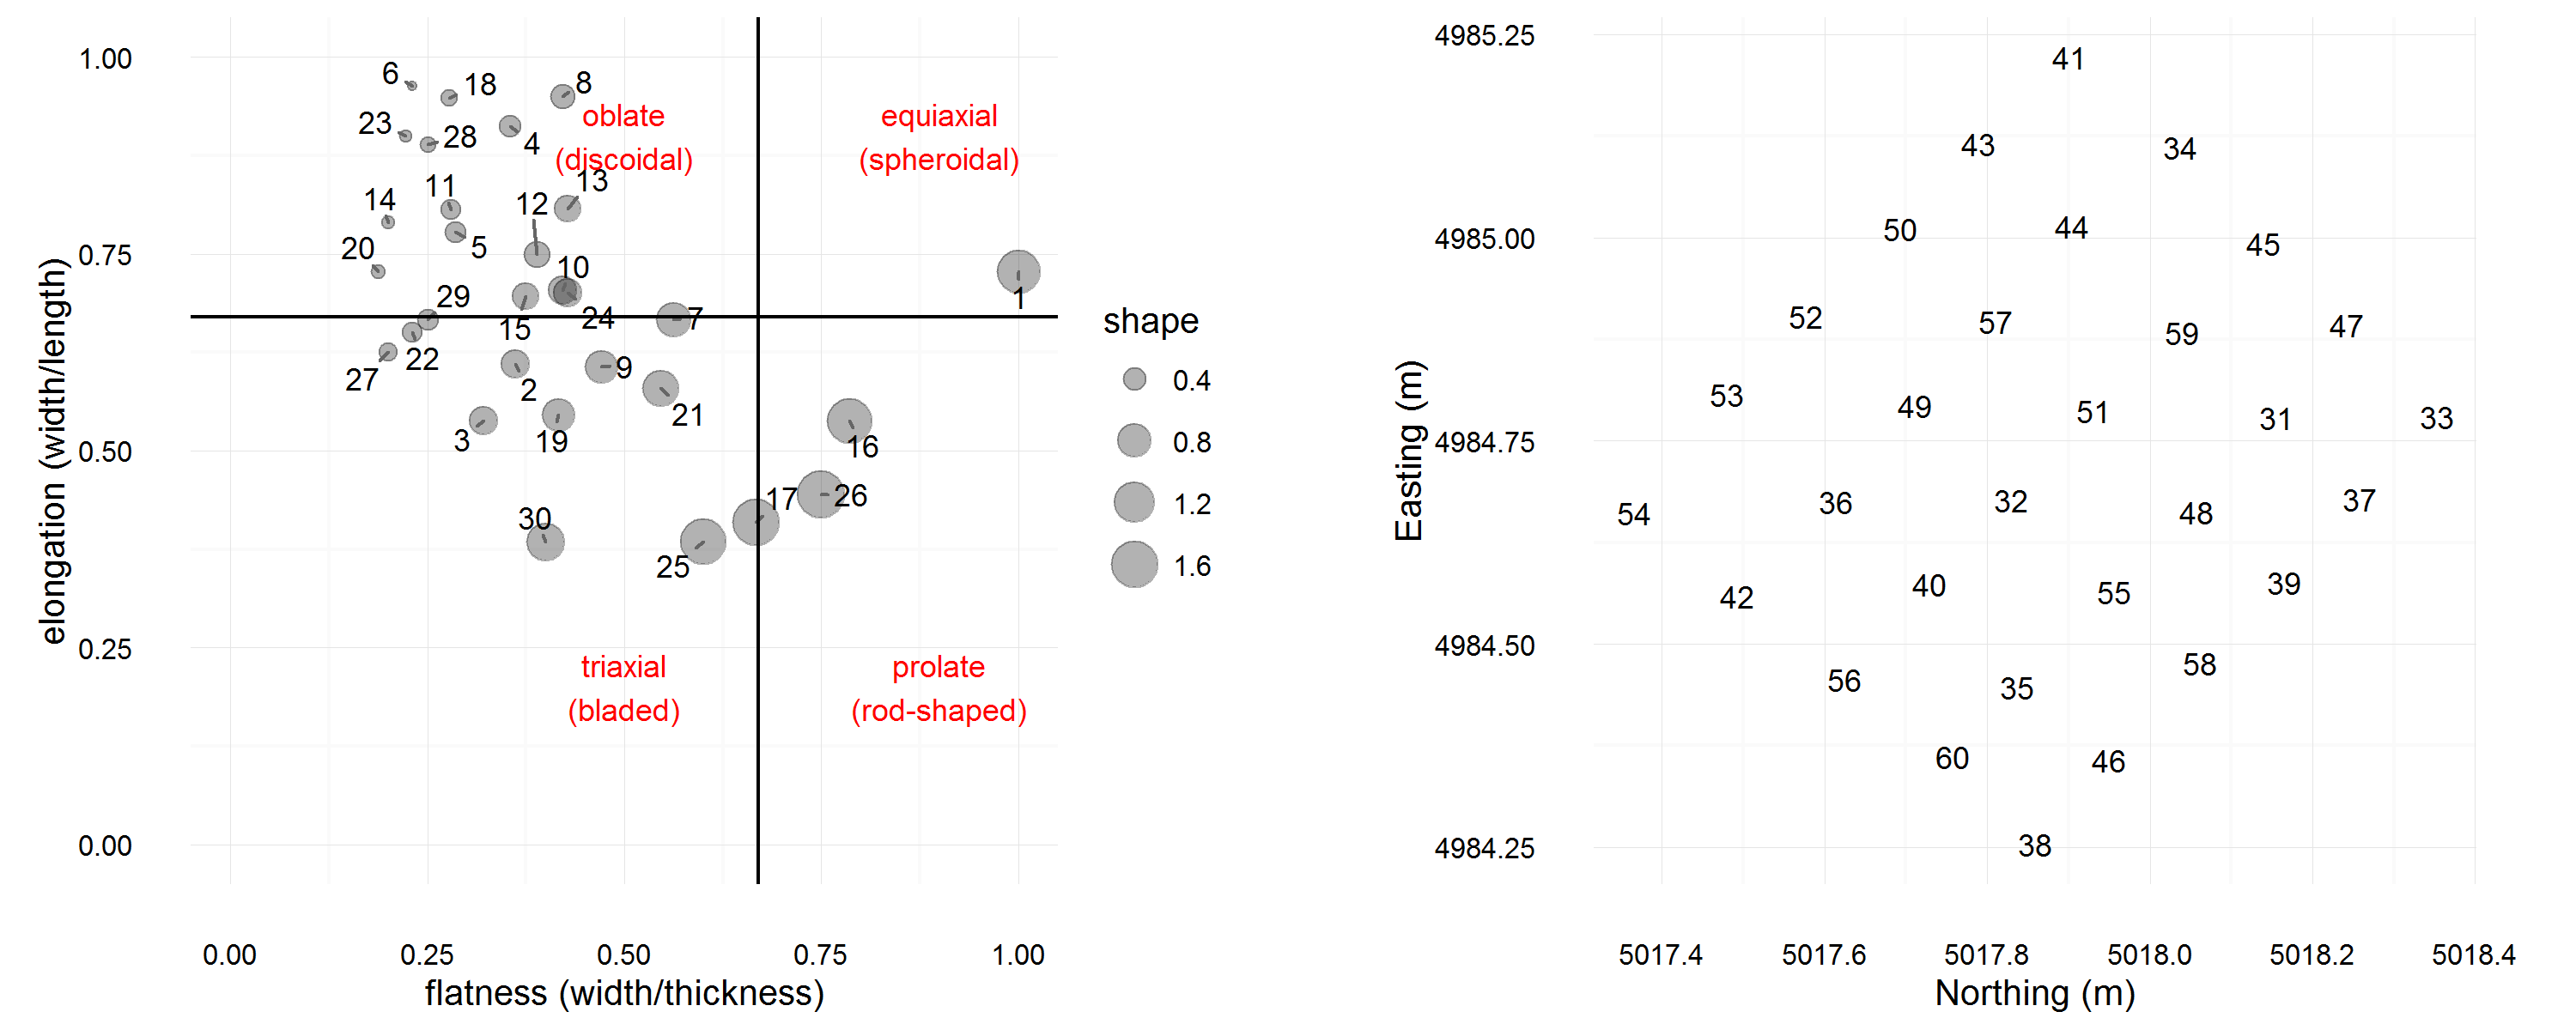 1.00
0.75
0.50
0.25
0.00
elongation (width/length)
6
18
8
23
28
4
oblate
(discoidal)
equiaxial
(spheroidal)
14
11
12
13
20
5
10
29
15
24
7
1
27
22
2
9
21
3
19
16
30
17
26
25
triaxial
(bladed)
prolate
(rod-shaped)
0.00 0.25 0.50 0.75 1.00
flatness (width/thickness)
shape
0.4
0.8
1.2
1.6
4985.25
4985.00
4984.75
4984.50
4984.25
Easting (m)
41
43 34
50 44 45
52 57 59 47
53 49 51 31 33
54 36 32 48 37
42 40 55 39
56 35 58
60 46
38
5017.4 5017.6 5017.8 5018.0 5018.2 5018.4
Northing (m)